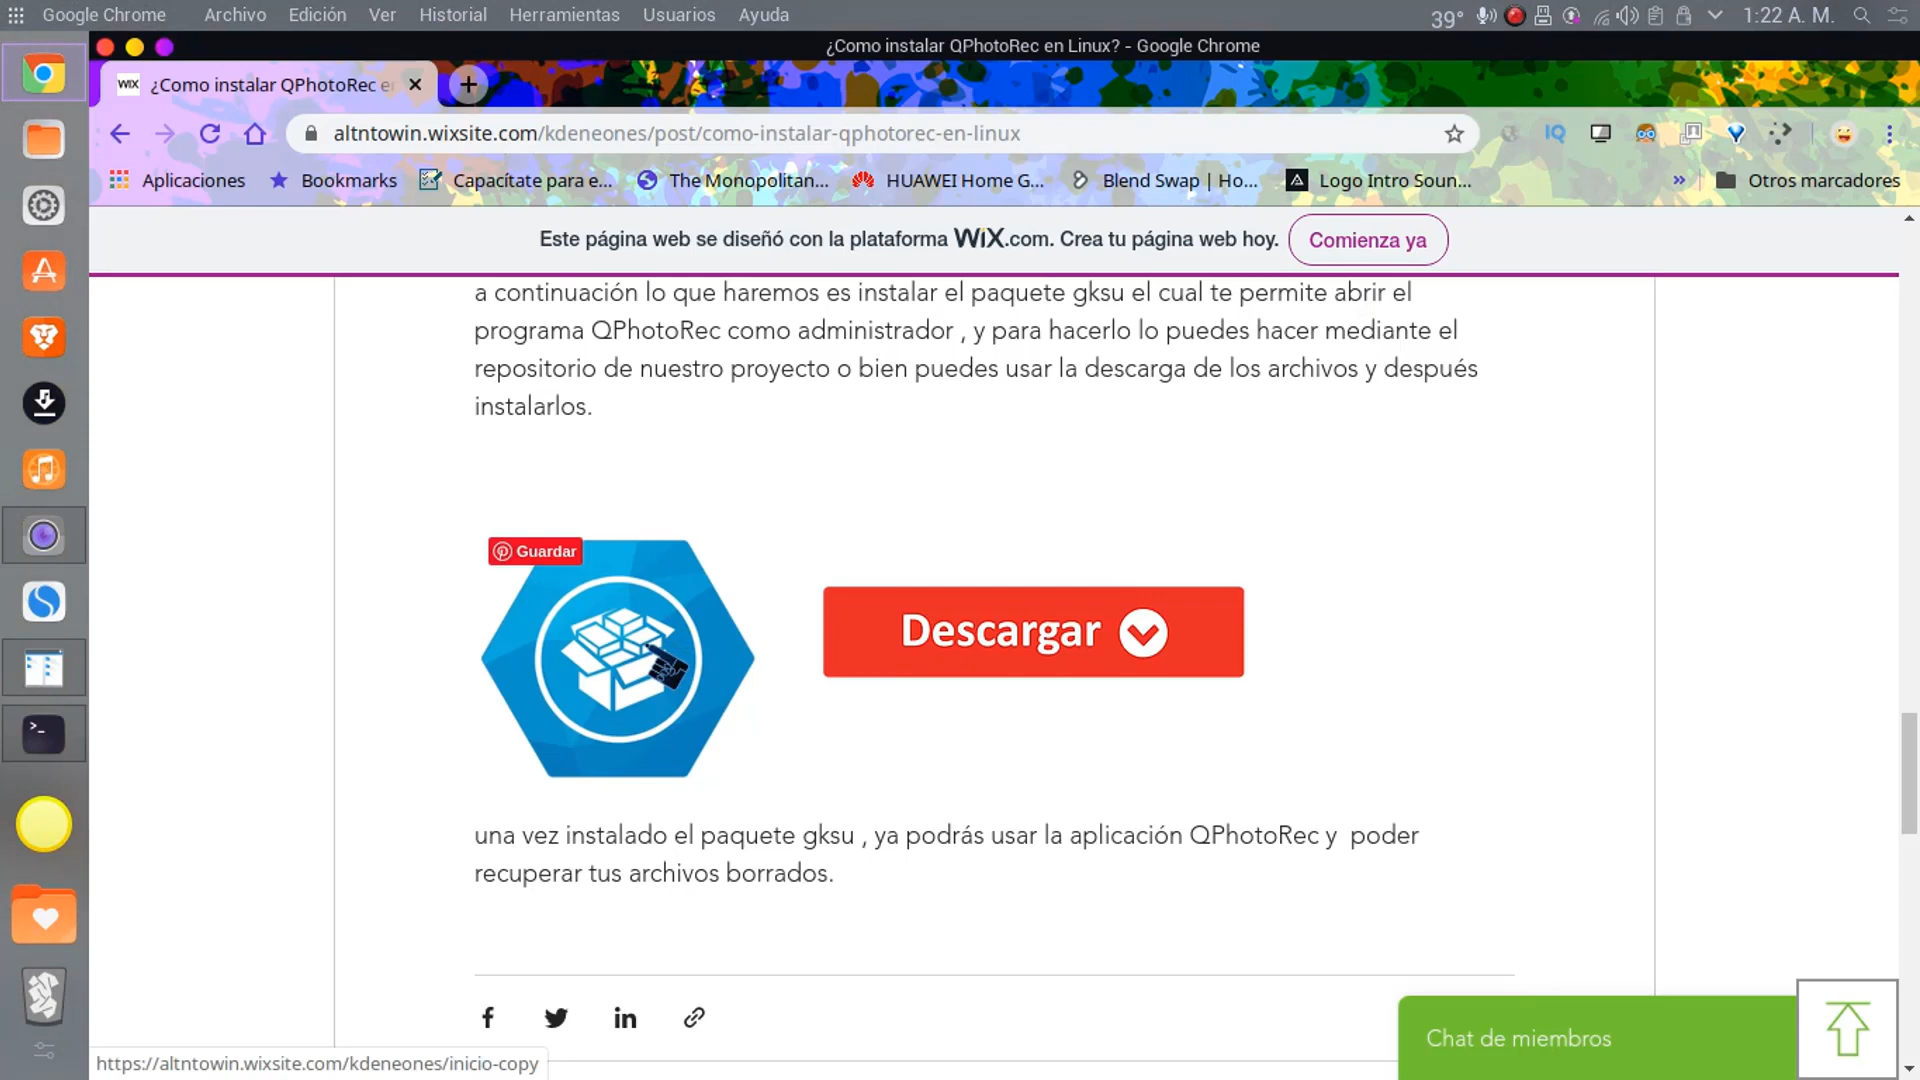 Google Chrome Archivo Edición Ver Historial Herramientas Usuarios Ayuda 39° 1:22 A. M.
¿Como instalar QPhotoRec en Linux? - Google Chrome
WiX ¿Como instalar QPhotoRec en
altntowin.wixsite.com/kdeneones/post/como-instalar-qphotorec-en-linux IQ
Aplicaciones Bookmarks Capacítate para e... The Monopolitan... HUAWEI Home G... Blend Swap | Ho... Logo Intro Soun... » Otros marcadores
Este página web se diseñó con la plataforma WiX.com. Crea tu página web hoy. Comienza ya
a continuación lo que haremos es instalar el paquete gksu el cual te permite abrir el
programa QPhotoRec como administrador , y para hacerlo lo puedes hacer mediante el
repositorio de nuestro proyecto o bien puedes usar la descarga de los archivos y después
instalarlos.
Guardar
Descargar
una vez instalado el paquete gksu , ya podrás usar la aplicación QPhotoRec y  poder
recuperar tus archivos borrados.
Chat de miembros
https://altntowin.wixsite.com/kdeneones/inicio-copy